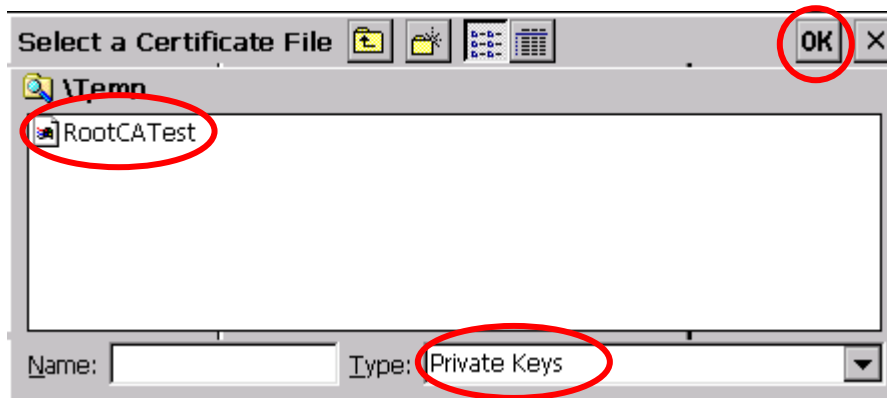 Select a Certificate File OK
\Temp
RootCATest
Name: Type: Private Keys